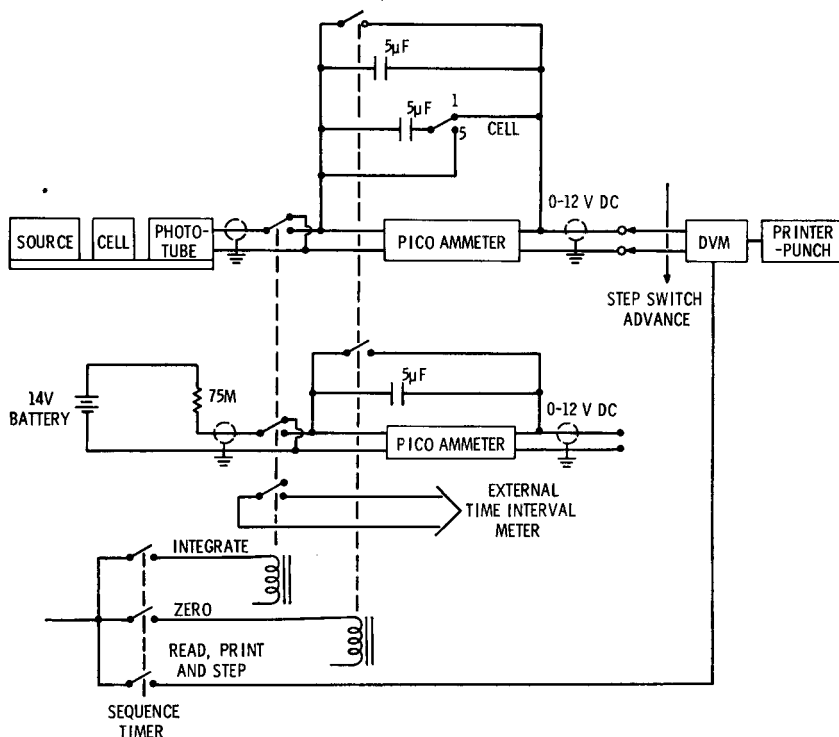 5μF
5μF
1
5
CELL
0-12 V DC
SOURCE
CELL
PHOTO-
TUBE
PICO AMMETER
DVM
PRINTER
-PUNCH
STEP SWITCH
ADVANCE
14V
BATTERY
75M
5μF
0-12 V DC
PICO AMMETER
EXTERNAL
TIME INTERVAL
METER
INTEGRATE
ZERO
READ, PRINT
AND STEP
SEQUENCE
TIMER